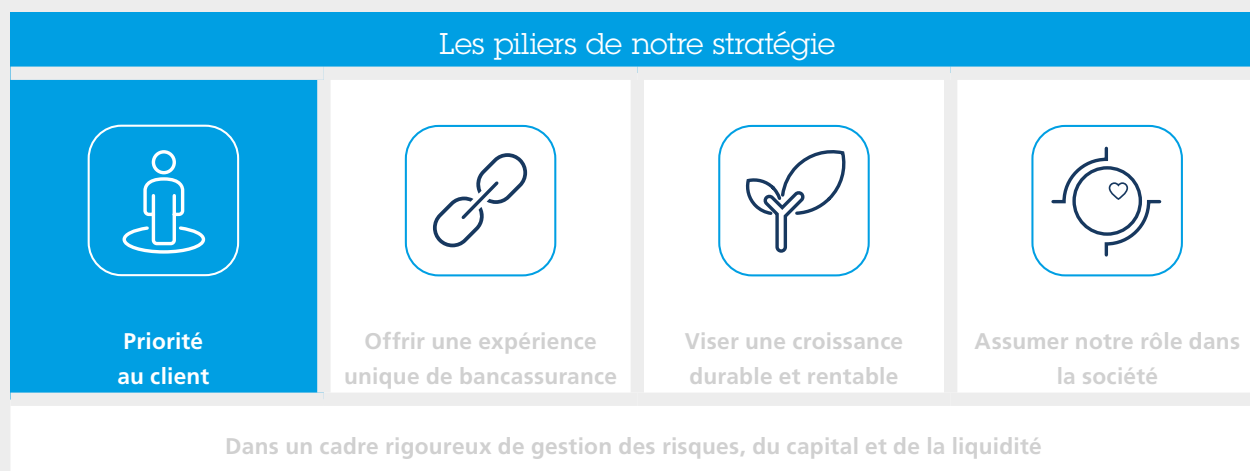 Les piliers de notre stratégie
Priorité
au client
Offrir une expérience
unique de bancassurance
Viser une croissance
durable et rentable
Assumer notre rôle dans
la société
Dans un cadre rigoureux de gestion des risques, du capital et de la liquidité